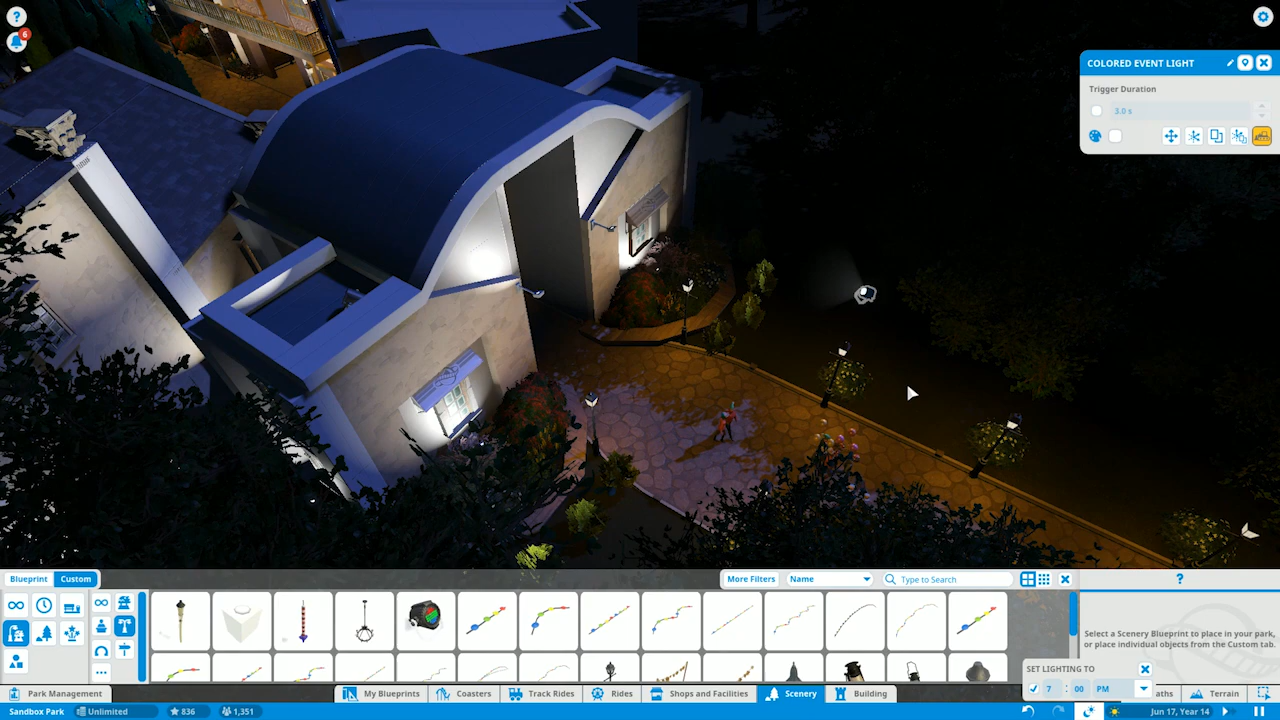 ?
6
COLORED EVENT LIGHT
Trigger Duration
3.0 s
Blueprint
Custom
More Filters
Name
Type to Search
?
Select a Scenery Blueprint to place in your park,
or place individual objects from the Custom tab.
SET LIGHTING TO
7 : 00 PM
Park Management
My Blueprints
Coasters
Track Rides
Rides
Shops and Facilities
Scenery
Building
aths
Terrain
Sandbox Park
Unlimited
836
1,351
Jun 17, Year 14